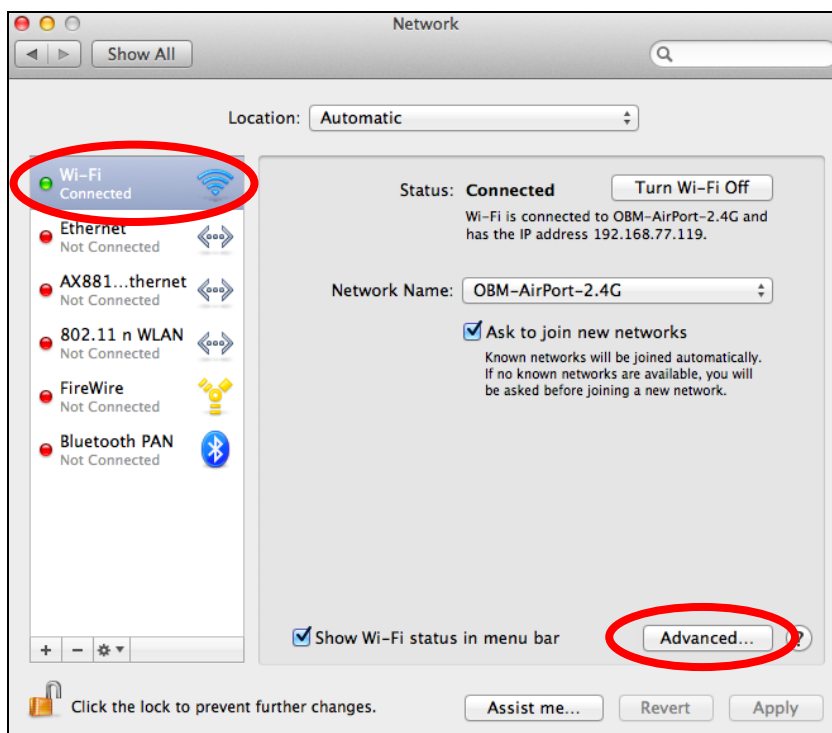 Network
Show All
Location: Automatic
Wi-Fi
Connected
Ethernet
Not Connected
AX881...thernet
Not Connected
802.11 n WLAN
Not Connected
FireWire
Not Connected
Bluetooth PAN
Not Connected
Status: Connected Turn Wi-Fi Off
Wi-Fi is connected to OBM-AirPort-2.4G and
has the IP address 192.168.77.119.
Network Name: OBM-AirPort-2.4G
Ask to join new networks
Known networks will be joined automatically.
If no known networks are available, you will
be asked before joining a new network.
Show Wi-Fi status in menu bar Advanced... ?
+ −
Click the lock to prevent further changes. Assist me... Revert Apply